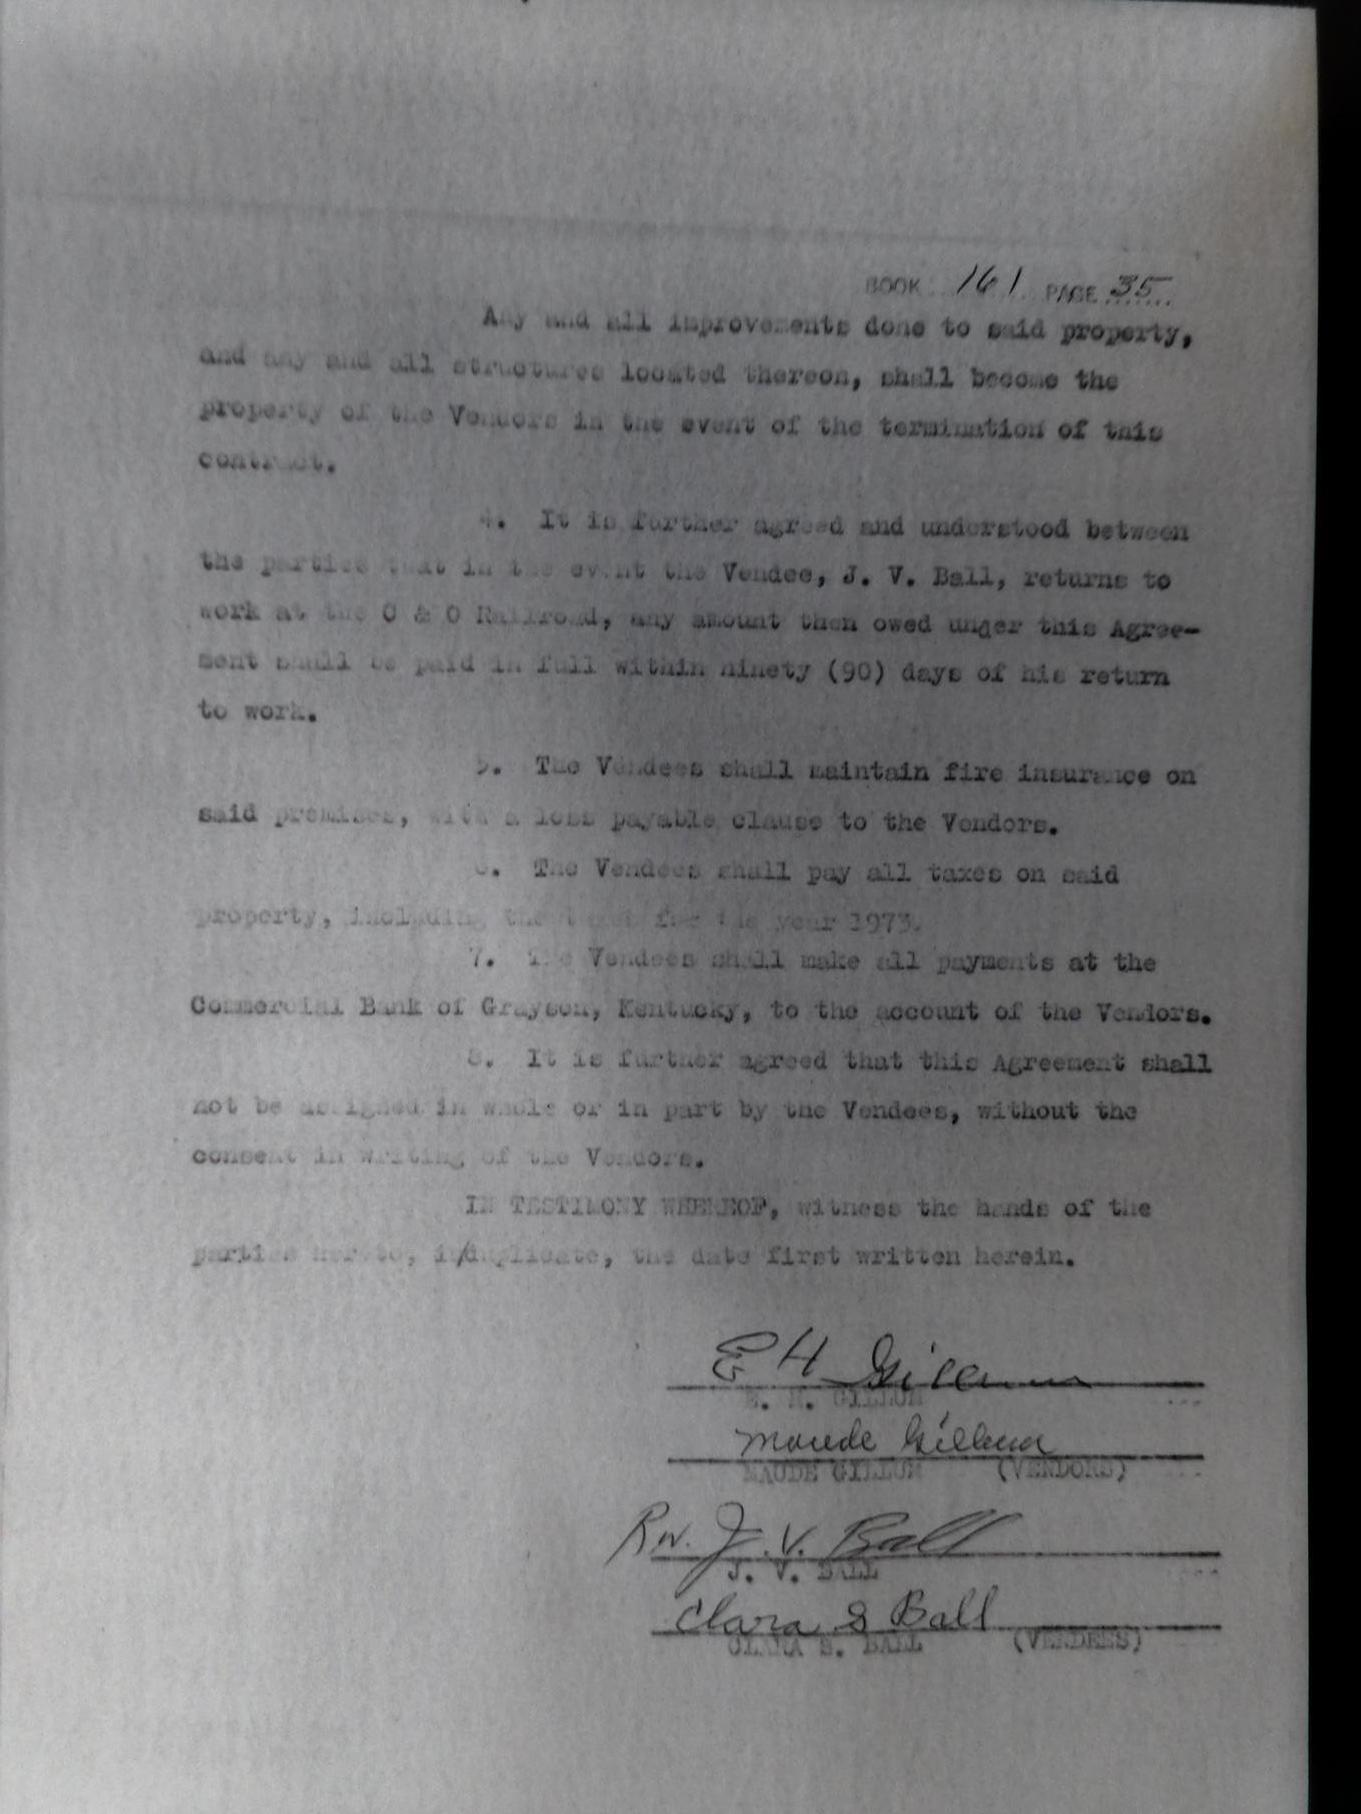 BOOK 161 PAGE 35
Any and all improvements done to said property,
and any and all structures located thereon, shall become the
property of the Vendors in the event of the termination of this
contract.
4. It is further agreed and understood between
the parties that in the event the Vendee, J. V. Ball, returns to
work at the C & O Railroad, any amount then owed under this Agree-
ment shall be paid in full within ninety (90) days of his return
to work.
5. The Vendees shall maintain fire insurance on
said premises, with a loss payable clause to the Vendors.
6. The Vendees shall pay all taxes on said
property, including the taxes for the year 1973.
7. The Vendees shall make all payments at the
Commercial Bank of Grayson, Kentucky, to the account of the Vendors.
8. It is further agreed that this Agreement shall
not be assigned in whole or in part by the Vendees, without the
consent in writing of the Vendors.
IN TESTIMONY WHEREOF, witness the hands of the
parties hereto, in/duplicate, the date first written herein.
E H Gillum
E. H. GILLUM
Maude Gillum
MAUDE GILLUM (VENDORS)
Rv. J. V. Ball
J. V. BALL
Clara S Ball
CLARA S. BALL (VENDEES)